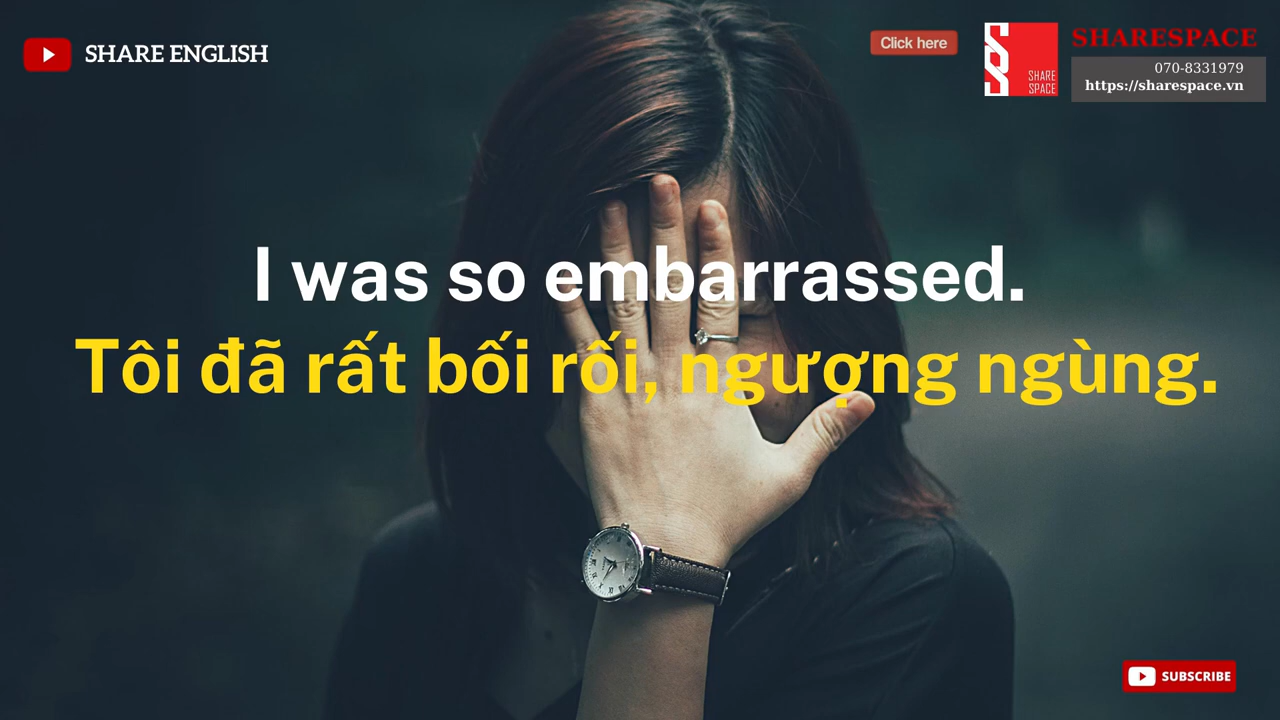 SHARE ENGLISH
Click here
SHARE
SPACE
SHARESPACE
070-8331979
https://sharespace.vn
I was so embarrassed.
Tôi đã rất bối rối, ngượng ngùng.
SUBSCRIBE